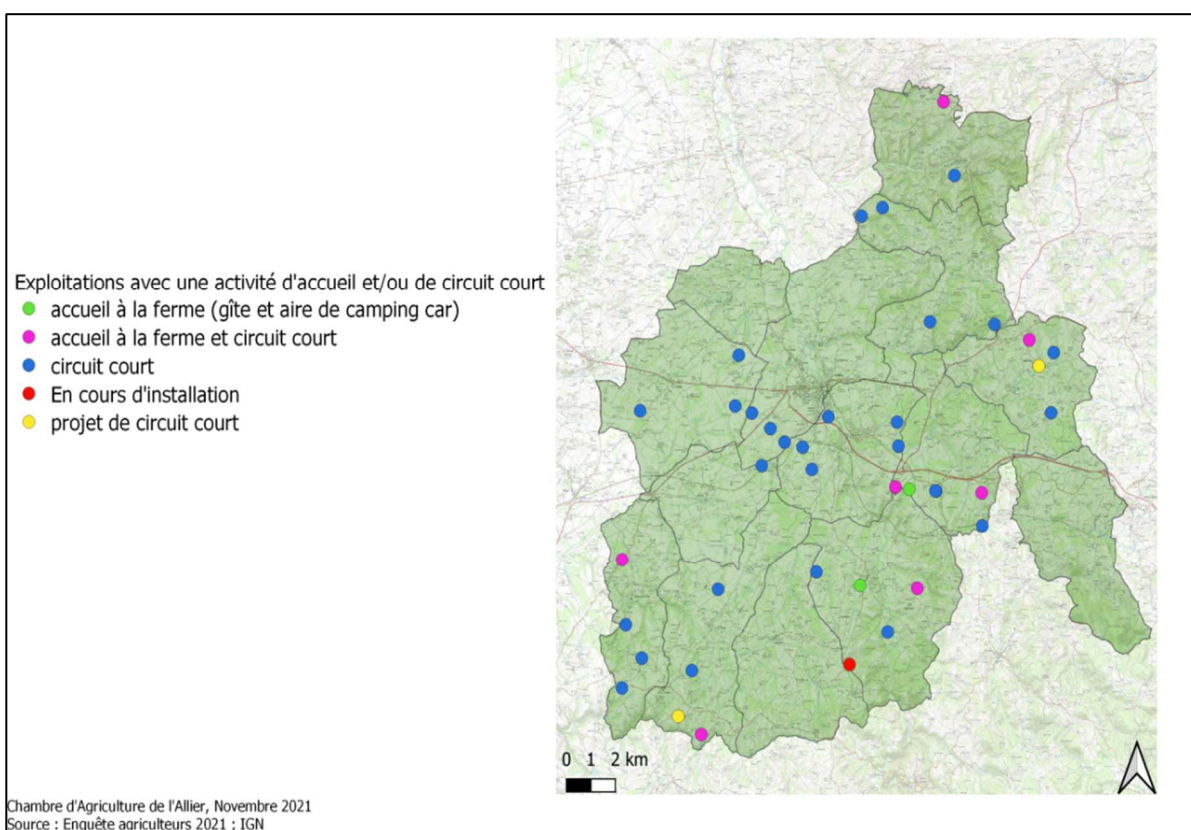 Exploitations avec une activité d'accueil et/ou de circuit court
accueil à la ferme (gîte et aire de camping car)
accueil à la ferme et circuit court
circuit court
En cours d'installation
projet de circuit court
0 1 2 km
Chambre d'Agriculture de l'Allier, Novembre 2021
Source : Enquête agriculteurs 2021 ; IGN